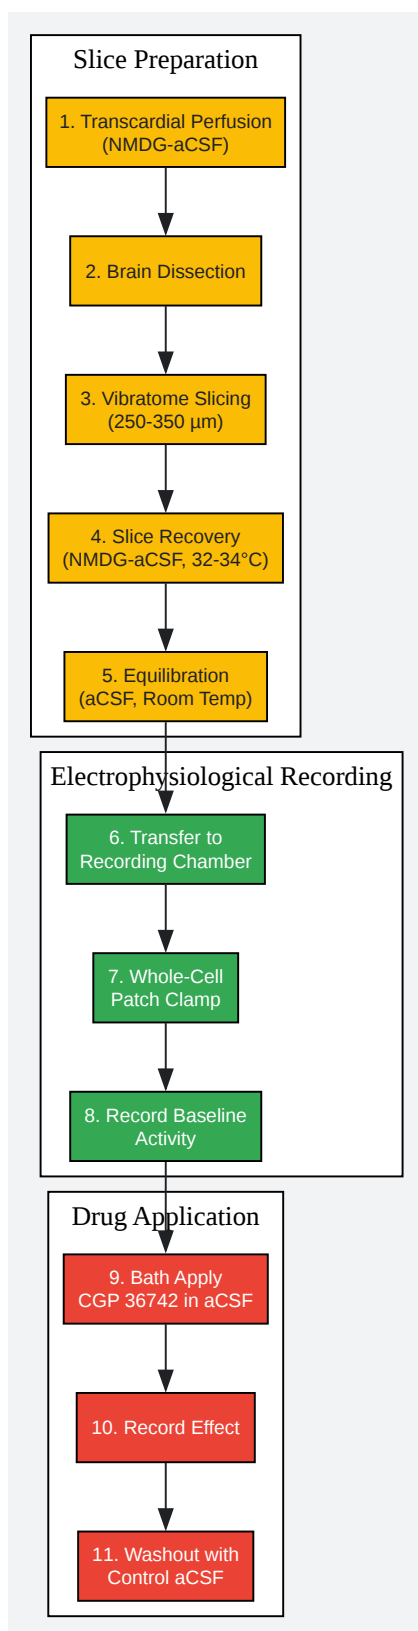 Slice Preparation
1. Transcardial Perfusion
(NMDG-aCSF)
2. Brain Dissection
3. Vibratome Slicing
(250-350 µm)
4. Slice Recovery
(NMDG-aCSF, 32-34°C)
5. Equilibration
(aCSF, Room Temp)
Electrophysiological Recording
6. Transfer to
Recording Chamber
7. Whole-Cell
Patch Clamp
8. Record Baseline
Activity
Drug Application
9. Bath Apply
CGP 36742 in aCSF
10. Record Effect
11. Washout with
Control aCSF